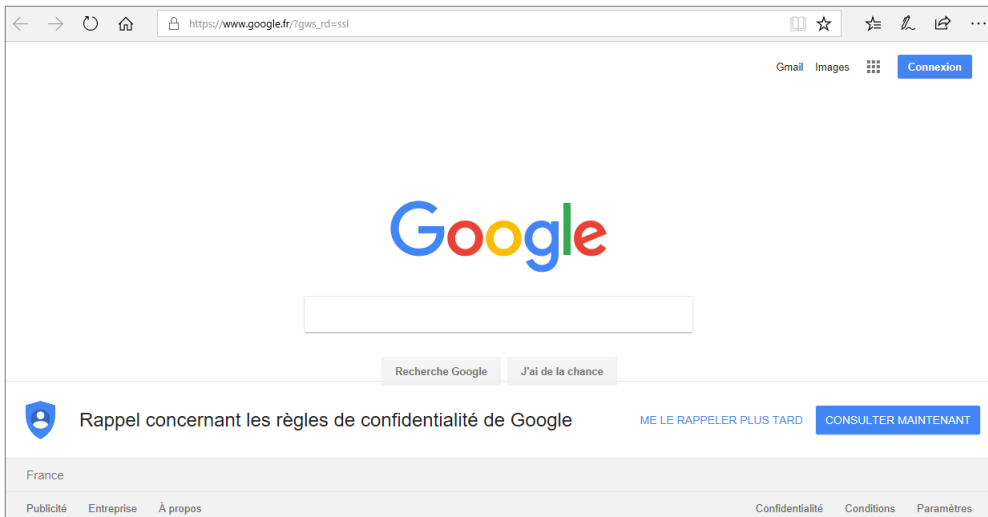 https://www.google.fr/?gws_rd=ssl
Gmail Images Connexion
Google
Recherche Google J'ai de la chance
Rappel concernant les règles de confidentialité de Google ME LE RAPPELER PLUS TARD CONSULTER MAINTENANT
France
Publicité Entreprise À propos Confidentialité Conditions Paramètres